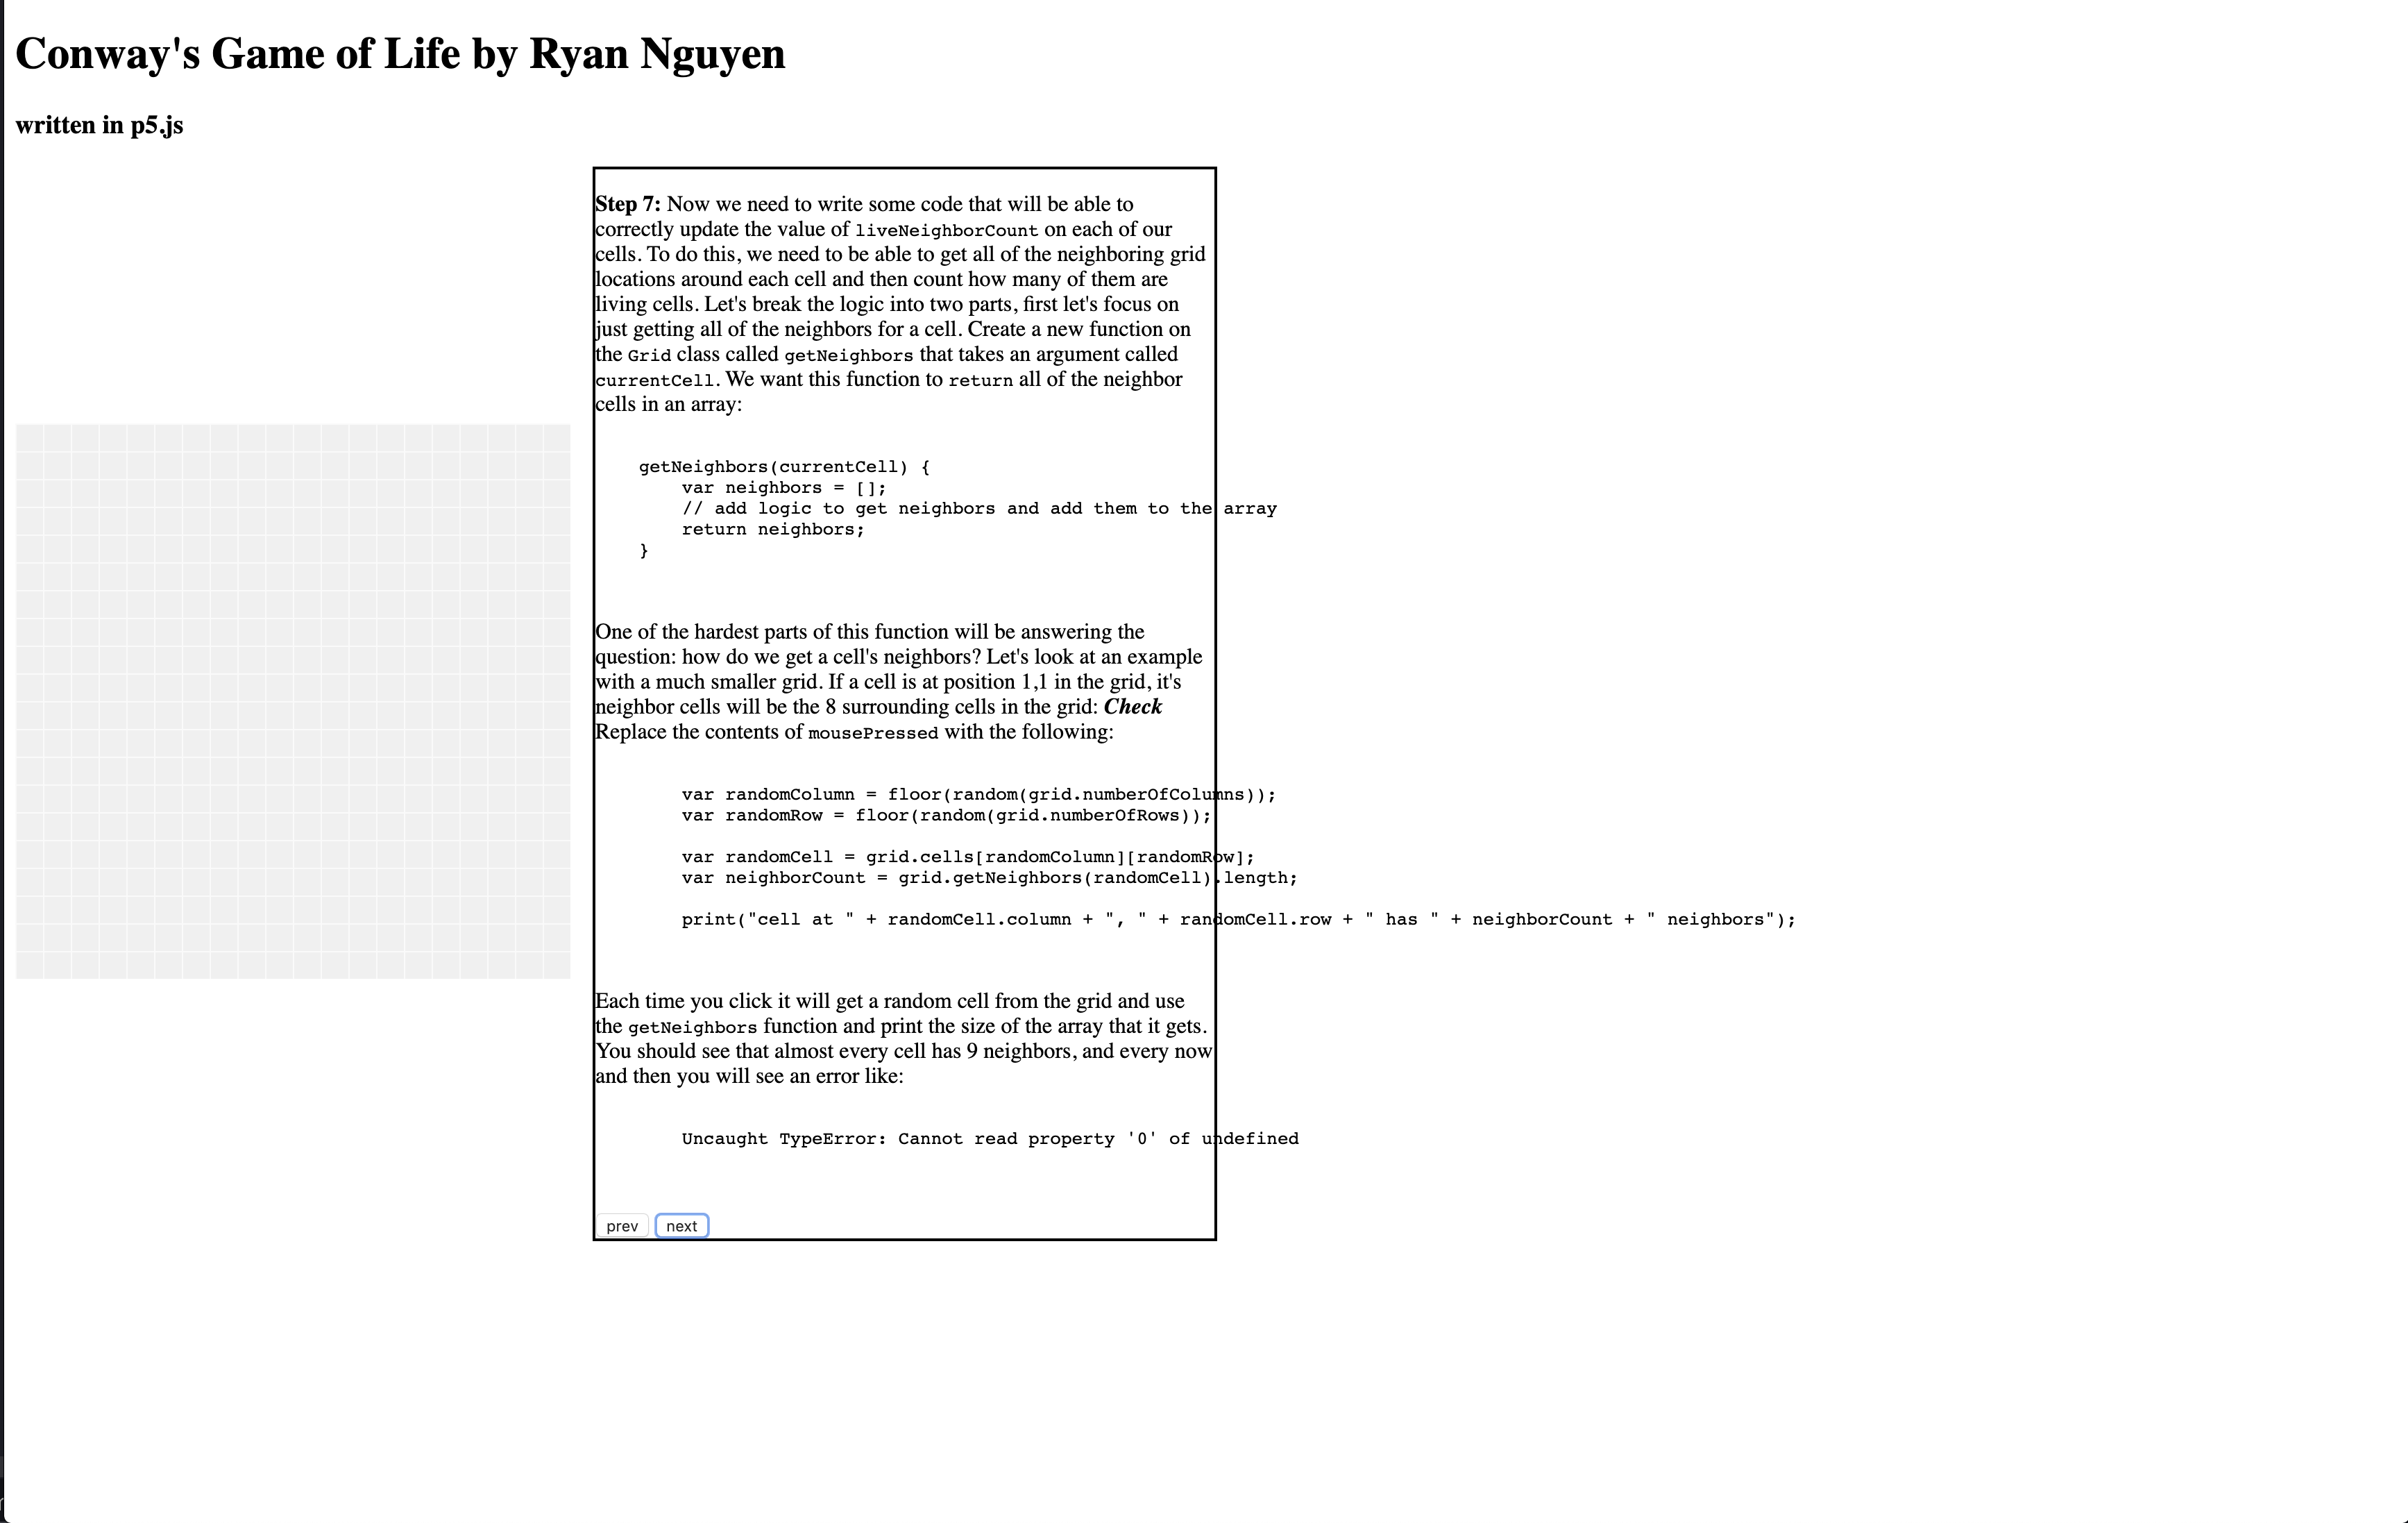 Conway's Game of Life by Ryan Nguyen
written in p5.js
Step 7: Now we need to write some code that will be able to
correctly update the value of liveNeighborCount on each of our
cells. To do this, we need to be able to get all of the neighboring grid
locations around each cell and then count how many of them are
living cells. Let's break the logic into two parts, first let's focus on
just getting all of the neighbors for a cell. Create a new function on
the Grid class called getNeighbors that takes an argument called
currentCell. We want this function to return all of the neighbor
cells in an array:
getNeighbors(currentCell) {
var neighbors = [];
// add logic to get neighbors and add them to the array
return neighbors;
}
One of the hardest parts of this function will be answering the
question: how do we get a cell's neighbors? Let's look at an example
with a much smaller grid. If a cell is at position 1,1 in the grid, it's
neighbor cells will be the 8 surrounding cells in the grid: Check
Replace the contents of mousePressed with the following:
var randomColumn = floor(random(grid.numberOfColumns));
var randomRow = floor(random(grid.numberOfRows));
var randomCell = grid.cells[randomColumn][randomRow];
var neighborCount = grid.getNeighbors(randomCell).length;
print("cell at " + randomCell.column + ", " + randomCell.row + " has " + neighborCount + " neighbors");
Each time you click it will get a random cell from the grid and use
the getNeighbors function and print the size of the array that it gets.
You should see that almost every cell has 9 neighbors, and every now
and then you will see an error like:
Uncaught TypeError: Cannot read property '0' of undefined
prev next